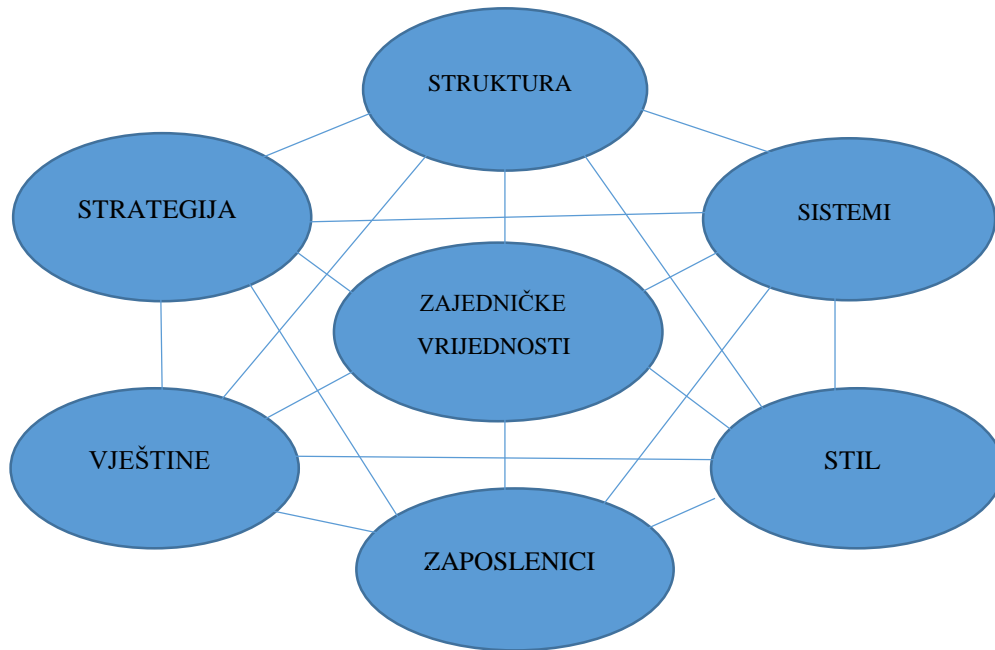 STRUKTURA
STRATEGIJA
SISTEMI
ZAJEDNIČKE
VRIJEDNOSTI
VJEŠTINE
STIL
ZAPOSLENICI